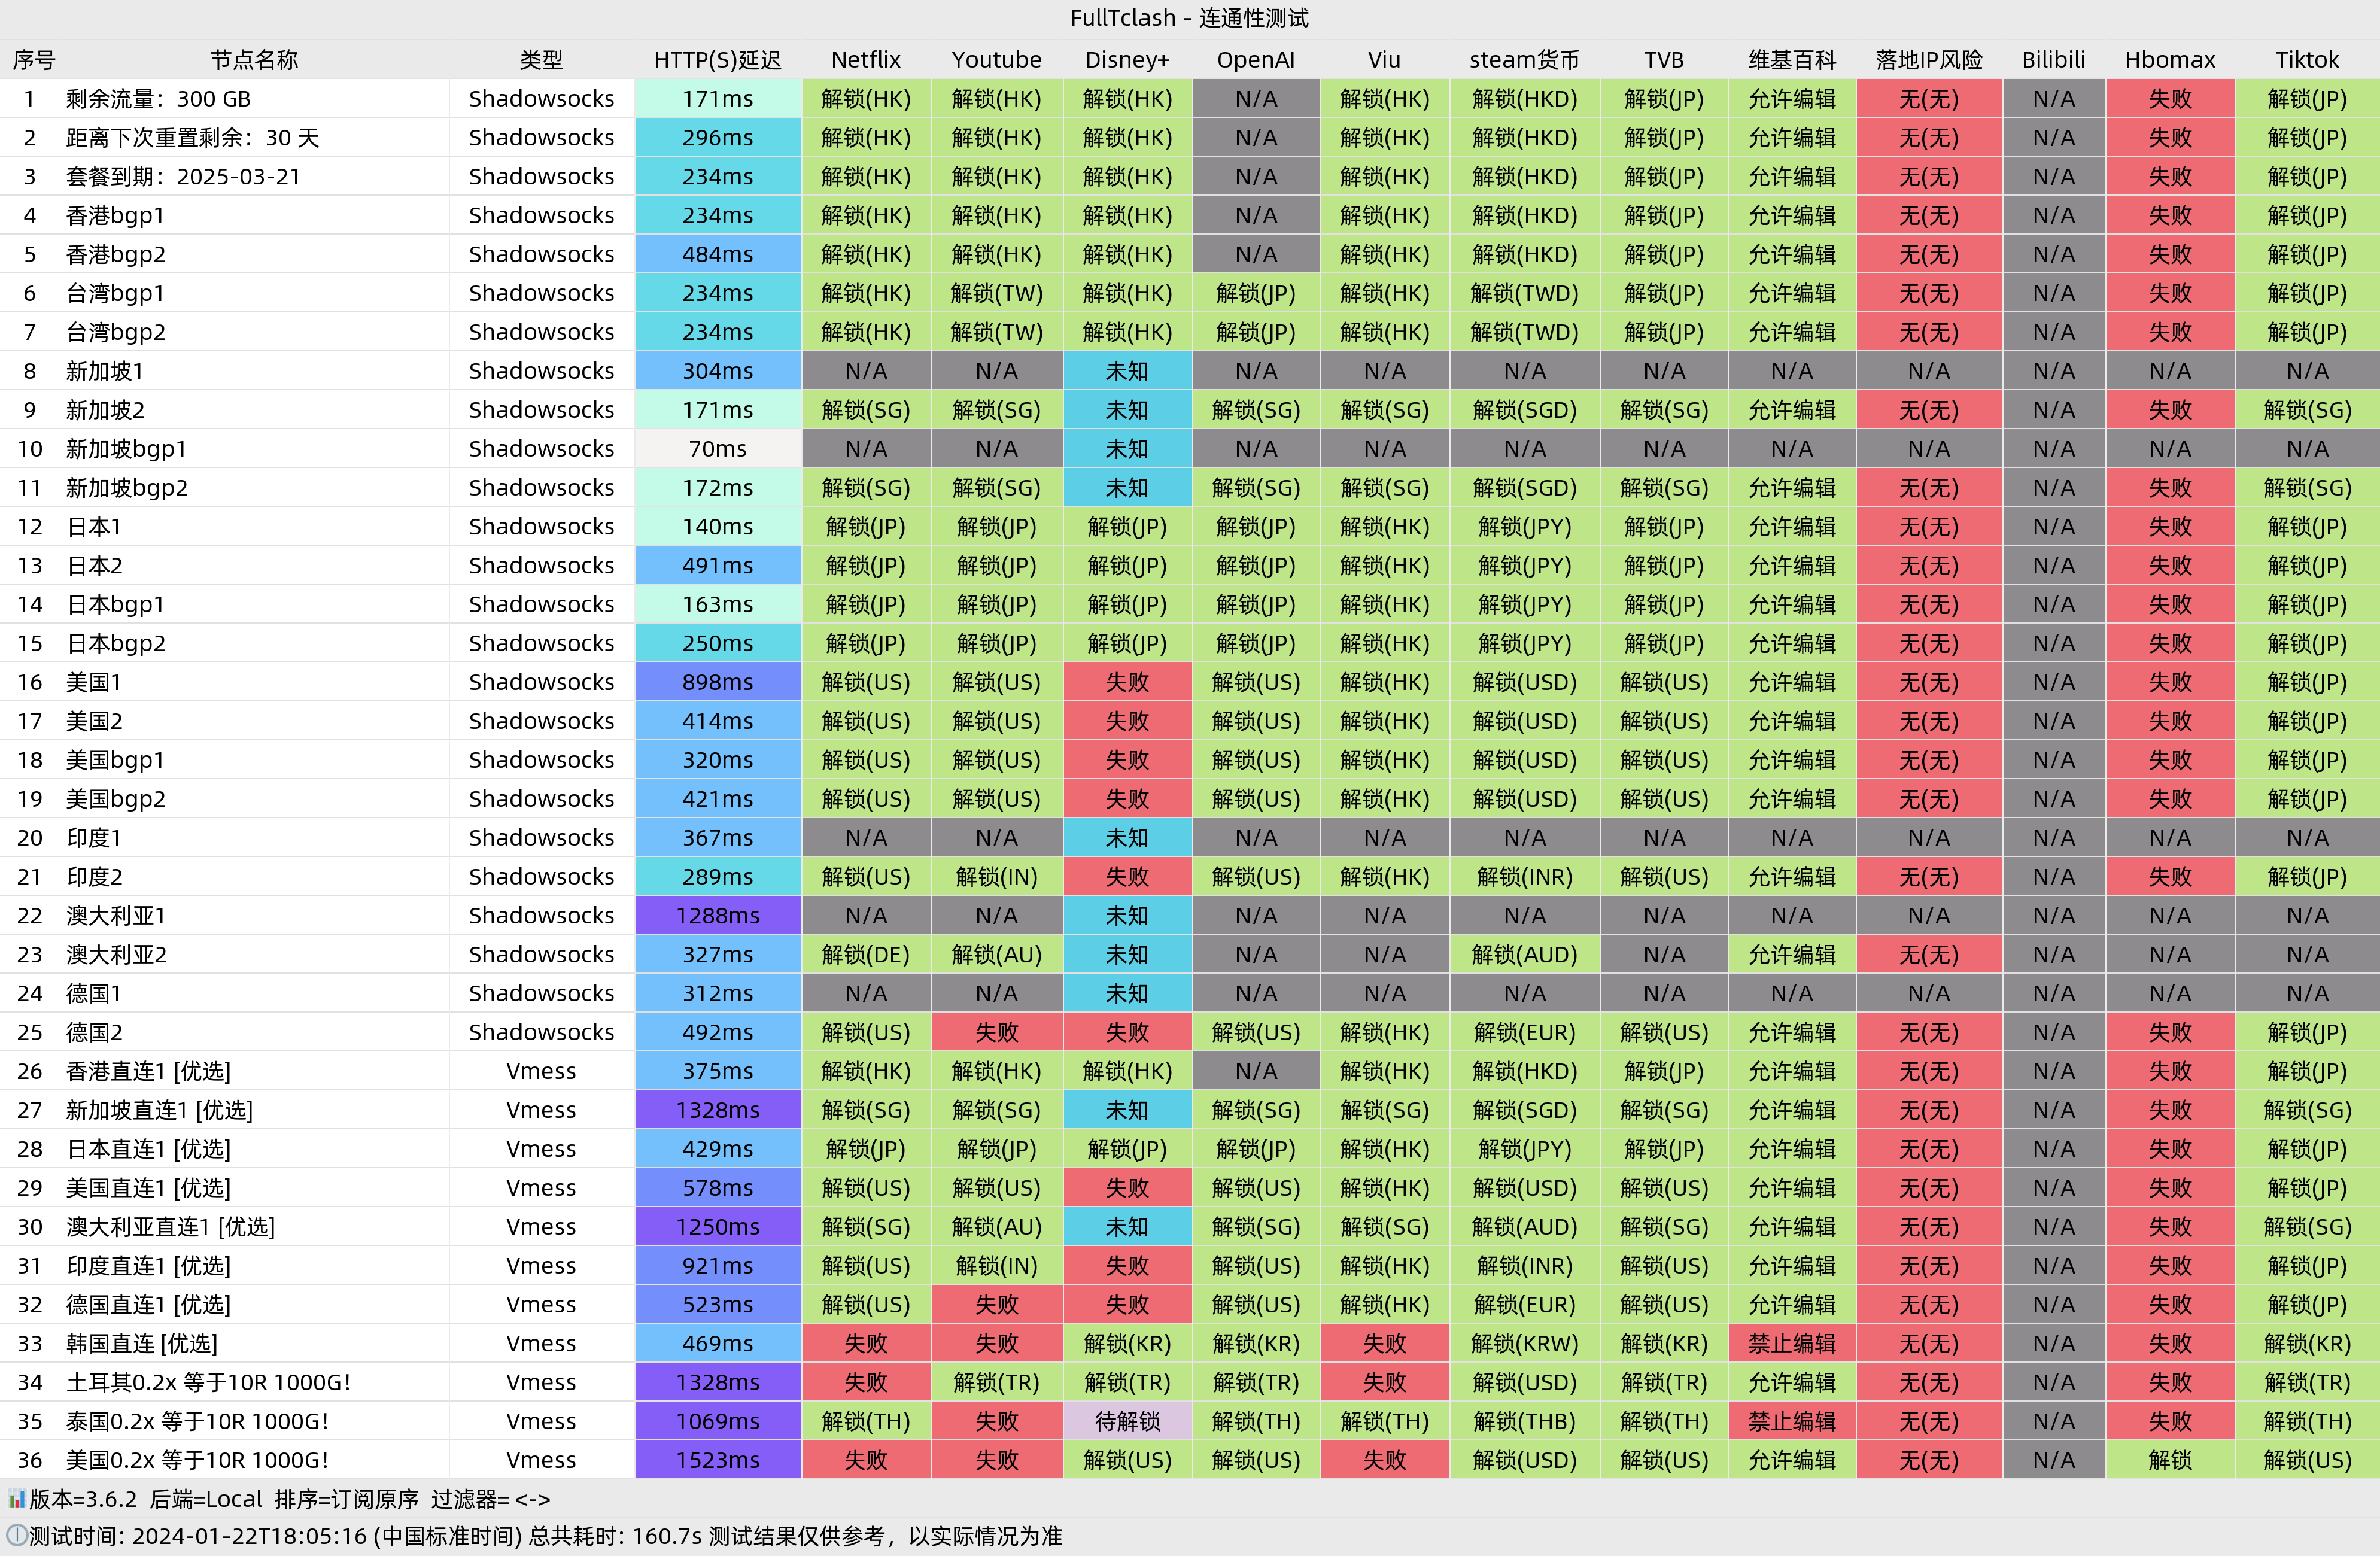 FullTclash - 连通性测试
序号 节点名称 类型 HTTP(S)延迟 Netflix Youtube Disney+ OpenAI Viu steam货币 TVB 维基百科 落地IP风险 Bilibili Hbomax Tiktok
1 剩余流量：300 GB Shadowsocks 171ms 解锁(HK) 解锁(HK) 解锁(HK) N/A 解锁(HK) 解锁(HKD) 解锁(JP) 允许编辑 无(无) N/A 失败 解锁(JP)
2 距离下次重置剩余：30 天 Shadowsocks 296ms 解锁(HK) 解锁(HK) 解锁(HK) N/A 解锁(HK) 解锁(HKD) 解锁(JP) 允许编辑 无(无) N/A 失败 解锁(JP)
3 套餐到期：2025-03-21 Shadowsocks 234ms 解锁(HK) 解锁(HK) 解锁(HK) N/A 解锁(HK) 解锁(HKD) 解锁(JP) 允许编辑 无(无) N/A 失败 解锁(JP)
4 香港bgp1 Shadowsocks 234ms 解锁(HK) 解锁(HK) 解锁(HK) N/A 解锁(HK) 解锁(HKD) 解锁(JP) 允许编辑 无(无) N/A 失败 解锁(JP)
5 香港bgp2 Shadowsocks 484ms 解锁(HK) 解锁(HK) 解锁(HK) N/A 解锁(HK) 解锁(HKD) 解锁(JP) 允许编辑 无(无) N/A 失败 解锁(JP)
6 台湾bgp1 Shadowsocks 234ms 解锁(HK) 解锁(TW) 解锁(HK) 解锁(JP) 解锁(HK) 解锁(TWD) 解锁(JP) 允许编辑 无(无) N/A 失败 解锁(JP)
7 台湾bgp2 Shadowsocks 234ms 解锁(HK) 解锁(TW) 解锁(HK) 解锁(JP) 解锁(HK) 解锁(TWD) 解锁(JP) 允许编辑 无(无) N/A 失败 解锁(JP)
8 新加坡1 Shadowsocks 304ms N/A N/A 未知 N/A N/A N/A N/A N/A N/A N/A N/A N/A
9 新加坡2 Shadowsocks 171ms 解锁(SG) 解锁(SG) 未知 解锁(SG) 解锁(SG) 解锁(SGD) 解锁(SG) 允许编辑 无(无) N/A 失败 解锁(SG)
10 新加坡bgp1 Shadowsocks 70ms N/A N/A 未知 N/A N/A N/A N/A N/A N/A N/A N/A N/A
11 新加坡bgp2 Shadowsocks 172ms 解锁(SG) 解锁(SG) 未知 解锁(SG) 解锁(SG) 解锁(SGD) 解锁(SG) 允许编辑 无(无) N/A 失败 解锁(SG)
12 日本1 Shadowsocks 140ms 解锁(JP) 解锁(JP) 解锁(JP) 解锁(JP) 解锁(HK) 解锁(JPY) 解锁(JP) 允许编辑 无(无) N/A 失败 解锁(JP)
13 日本2 Shadowsocks 491ms 解锁(JP) 解锁(JP) 解锁(JP) 解锁(JP) 解锁(HK) 解锁(JPY) 解锁(JP) 允许编辑 无(无) N/A 失败 解锁(JP)
14 日本bgp1 Shadowsocks 163ms 解锁(JP) 解锁(JP) 解锁(JP) 解锁(JP) 解锁(HK) 解锁(JPY) 解锁(JP) 允许编辑 无(无) N/A 失败 解锁(JP)
15 日本bgp2 Shadowsocks 250ms 解锁(JP) 解锁(JP) 解锁(JP) 解锁(JP) 解锁(HK) 解锁(JPY) 解锁(JP) 允许编辑 无(无) N/A 失败 解锁(JP)
16 美国1 Shadowsocks 898ms 解锁(US) 解锁(US) 失败 解锁(US) 解锁(HK) 解锁(USD) 解锁(US) 允许编辑 无(无) N/A 失败 解锁(JP)
17 美国2 Shadowsocks 414ms 解锁(US) 解锁(US) 失败 解锁(US) 解锁(HK) 解锁(USD) 解锁(US) 允许编辑 无(无) N/A 失败 解锁(JP)
18 美国bgp1 Shadowsocks 320ms 解锁(US) 解锁(US) 失败 解锁(US) 解锁(HK) 解锁(USD) 解锁(US) 允许编辑 无(无) N/A 失败 解锁(JP)
19 美国bgp2 Shadowsocks 421ms 解锁(US) 解锁(US) 失败 解锁(US) 解锁(HK) 解锁(USD) 解锁(US) 允许编辑 无(无) N/A 失败 解锁(JP)
20 印度1 Shadowsocks 367ms N/A N/A 未知 N/A N/A N/A N/A N/A N/A N/A N/A N/A
21 印度2 Shadowsocks 289ms 解锁(US) 解锁(IN) 失败 解锁(US) 解锁(HK) 解锁(INR) 解锁(US) 允许编辑 无(无) N/A 失败 解锁(JP)
22 澳大利亚1 Shadowsocks 1288ms N/A N/A 未知 N/A N/A N/A N/A N/A N/A N/A N/A N/A
23 澳大利亚2 Shadowsocks 327ms 解锁(DE) 解锁(AU) 未知 N/A N/A 解锁(AUD) N/A 允许编辑 无(无) N/A N/A N/A
24 德国1 Shadowsocks 312ms N/A N/A 未知 N/A N/A N/A N/A N/A N/A N/A N/A N/A
25 德国2 Shadowsocks 492ms 解锁(US) 失败 失败 解锁(US) 解锁(HK) 解锁(EUR) 解锁(US) 允许编辑 无(无) N/A 失败 解锁(JP)
26 香港直连1 [优选] Vmess 375ms 解锁(HK) 解锁(HK) 解锁(HK) N/A 解锁(HK) 解锁(HKD) 解锁(JP) 允许编辑 无(无) N/A 失败 解锁(JP)
27 新加坡直连1 [优选] Vmess 1328ms 解锁(SG) 解锁(SG) 未知 解锁(SG) 解锁(SG) 解锁(SGD) 解锁(SG) 允许编辑 无(无) N/A 失败 解锁(SG)
28 日本直连1 [优选] Vmess 429ms 解锁(JP) 解锁(JP) 解锁(JP) 解锁(JP) 解锁(HK) 解锁(JPY) 解锁(JP) 允许编辑 无(无) N/A 失败 解锁(JP)
29 美国直连1 [优选] Vmess 578ms 解锁(US) 解锁(US) 失败 解锁(US) 解锁(HK) 解锁(USD) 解锁(US) 允许编辑 无(无) N/A 失败 解锁(JP)
30 澳大利亚直连1 [优选] Vmess 1250ms 解锁(SG) 解锁(AU) 未知 解锁(SG) 解锁(SG) 解锁(AUD) 解锁(SG) 允许编辑 无(无) N/A 失败 解锁(SG)
31 印度直连1 [优选] Vmess 921ms 解锁(US) 解锁(IN) 失败 解锁(US) 解锁(HK) 解锁(INR) 解锁(US) 允许编辑 无(无) N/A 失败 解锁(JP)
32 德国直连1 [优选] Vmess 523ms 解锁(US) 失败 失败 解锁(US) 解锁(HK) 解锁(EUR) 解锁(US) 允许编辑 无(无) N/A 失败 解锁(JP)
33 韩国直连 [优选] Vmess 469ms 失败 失败 解锁(KR) 解锁(KR) 失败 解锁(KRW) 解锁(KR) 禁止编辑 无(无) N/A 失败 解锁(KR)
34 土耳其0.2x 等于10R 1000G! Vmess 1328ms 失败 解锁(TR) 解锁(TR) 解锁(TR) 失败 解锁(USD) 解锁(TR) 允许编辑 无(无) N/A 失败 解锁(TR)
35 泰国0.2x 等于10R 1000G! Vmess 1069ms 解锁(TH) 失败 待解锁 解锁(TH) 解锁(TH) 解锁(THB) 解锁(TH) 禁止编辑 无(无) N/A 失败 解锁(TH)
36 美国0.2x 等于10R 1000G! Vmess 1523ms 失败 失败 解锁(US) 解锁(US) 失败 解锁(USD) 解锁(US) 允许编辑 无(无) N/A 解锁 解锁(US)
版本=3.6.2 后端=Local 排序=订阅原序 过滤器= <->
测试时间: 2024-01-22T18:05:16 (中国标准时间) 总共耗时: 160.7s 测试结果仅供参考，以实际情况为准